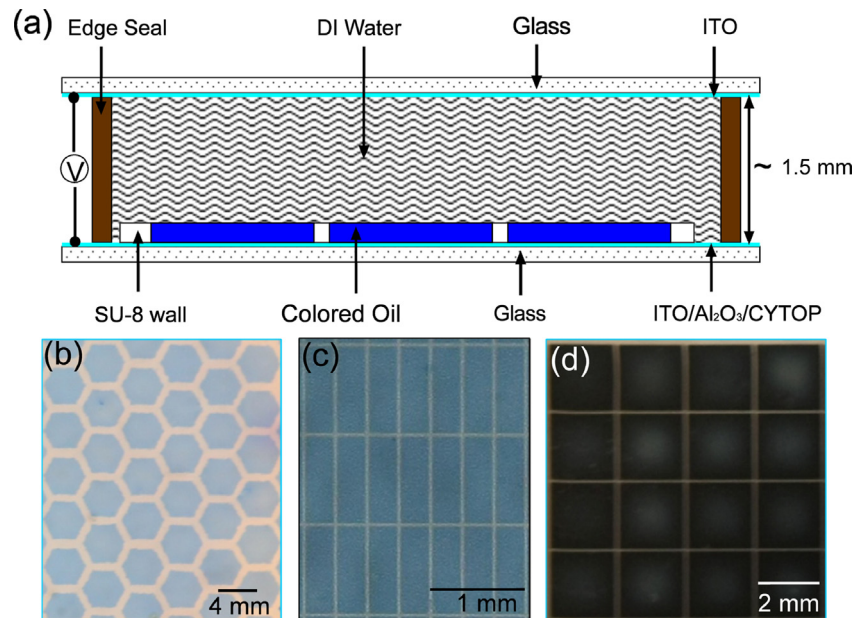 (a)
Edge Seal
DI Water
Glass
ITO
V
~ 1.5 mm
SU-8 wall
Colored Oil
Glass
ITO/Al₂O₃/CYTOP
(b)
(c)
(d)
4 mm
1 mm
2 mm